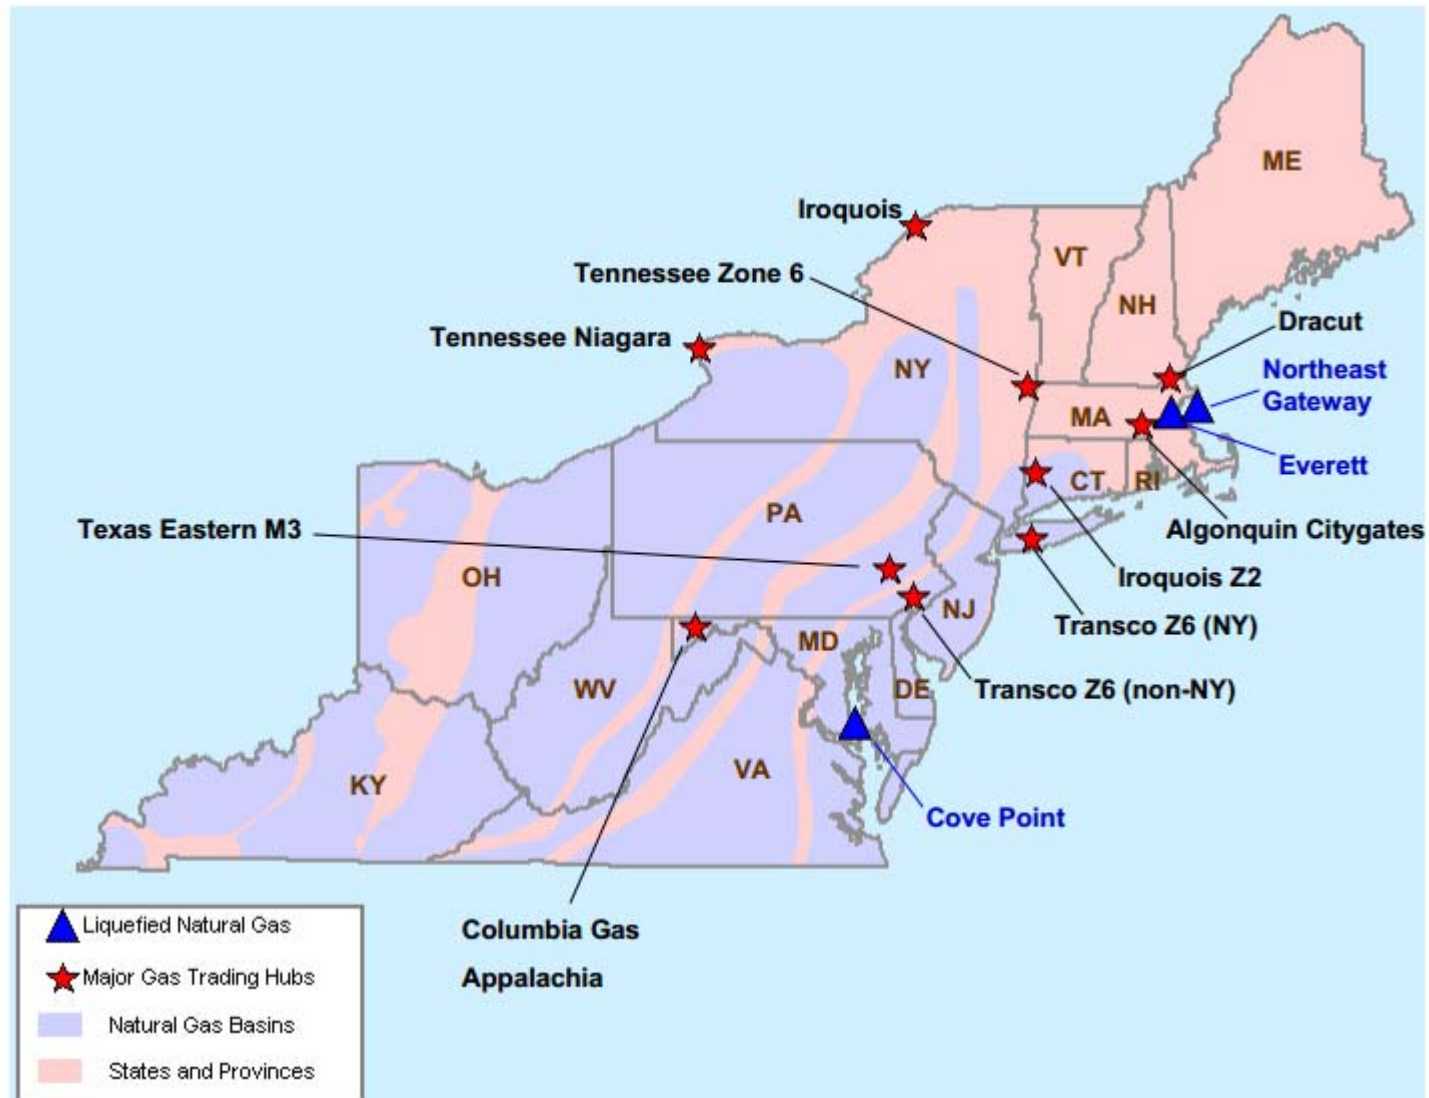 ME
Iroquois
VT
Tennessee Zone 6
NH
Dracut
Tennessee Niagara
NY
Northeast
Gateway
MA
Everett
CT
RI
PA
Texas Eastern M3
Algonquin Citygates
OH
Iroquois Z2
NJ
Transco Z6 (NY)
MD
WV
DE
Transco Z6 (non-NY)
VA
KY
Cove Point
Columbia Gas
Appalachia
Liquefied Natural Gas
Major Gas Trading Hubs
Natural Gas Basins
States and Provinces